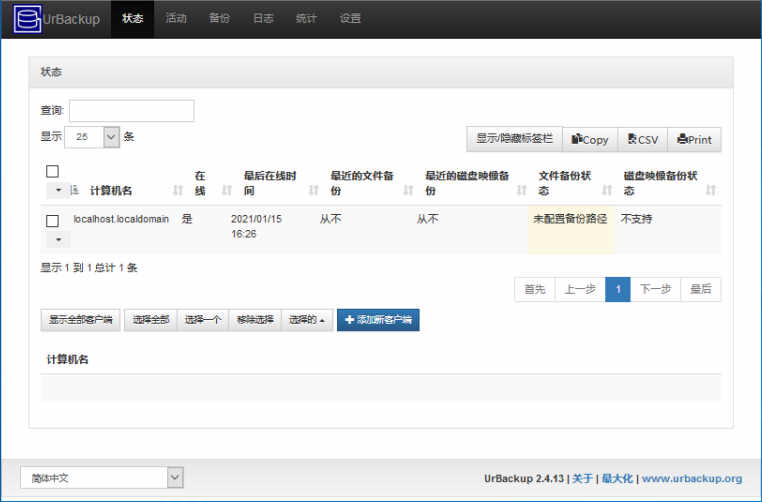 UrBackup 状态 活动 备份 日志 统计 设置
状态
查询:
显示 25 条
显示/隐藏标签栏 Copy CSV Print
计算机名 在线 最后在线时间 最近的文件备份 最近的磁盘映像备份 文件备份状态 磁盘映像备份状态
localhost.localdomain 是 2021/01/15 16:26 从不 从不 未配置备份路径 不支持
显示 1 到 1 总计 1 条
首先 上一步 1 下一步 最后
显示全部客户端 选择全部 选择一个 移除选择 选择的 添加新客户端
计算机名
简体中文 UrBackup 2.4.13 | 关于 | 最大化 | www.urbackup.org